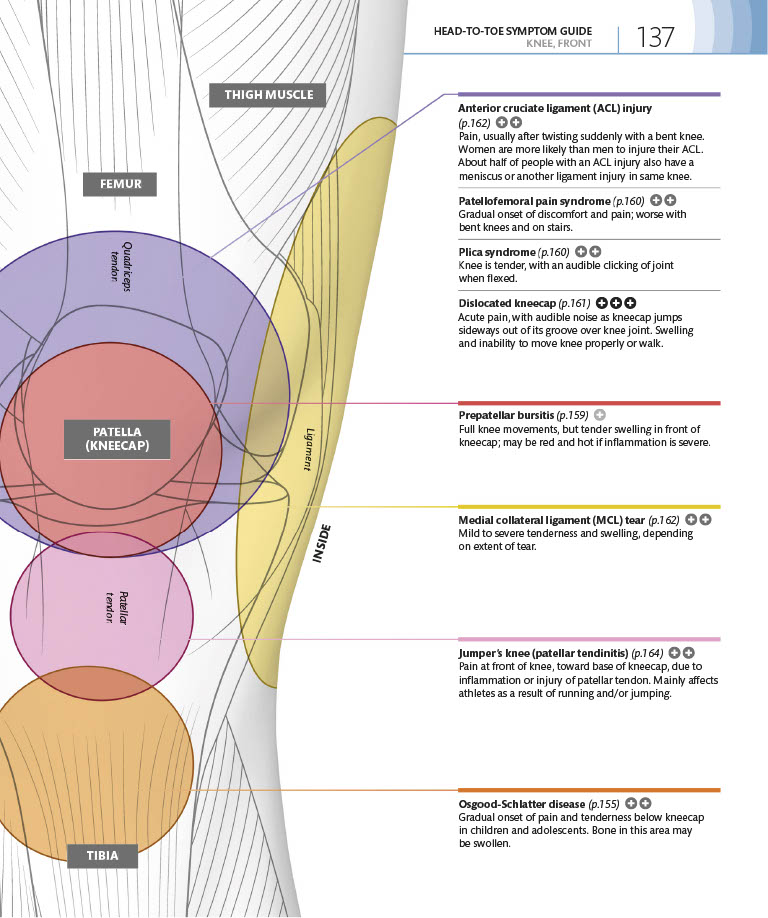 HEAD-TO-TOE SYMPTOM GUIDE
KNEE, FRONT
137
THIGH MUSCLE
FEMUR
Quadriceps
tendon
PATELLA
(KNEECAP)
Ligament
INSIDE
Patellar
tendon
TIBIA
Anterior cruciate ligament (ACL) injury
(p.162)
Pain, usually after twisting suddenly with a bent knee.
Women are more likely than men to injure their ACL.
About half of people with an ACL injury also have a
meniscus or another ligament injury in same knee.
Patellofemoral pain syndrome (p.160)
Gradual onset of discomfort and pain; worse with
bent knees and on stairs.
Plica syndrome (p.160)
Knee is tender, with an audible clicking of joint
when flexed.
Dislocated kneecap (p.161)
Acute pain, with audible noise as kneecap jumps
sideways out of its groove over knee joint. Swelling
and inability to move knee properly or walk.
Prepatellar bursitis (p.159)
Full knee movements, but tender swelling in front of
kneecap; may be red and hot if inflammation is severe.
Medial collateral ligament (MCL) tear (p.162)
Mild to severe tenderness and swelling, depending
on extent of tear.
Jumper's knee (patellar tendinitis) (p.164)
Pain at front of knee, toward base of kneecap, due to
inflammation or injury of patellar tendon. Mainly affects
athletes as a result of running and/or jumping.
Osgood-Schlatter disease (p.155)
Gradual onset of pain and tenderness below kneecap
in children and adolescents. Bone in this area may
be swollen.